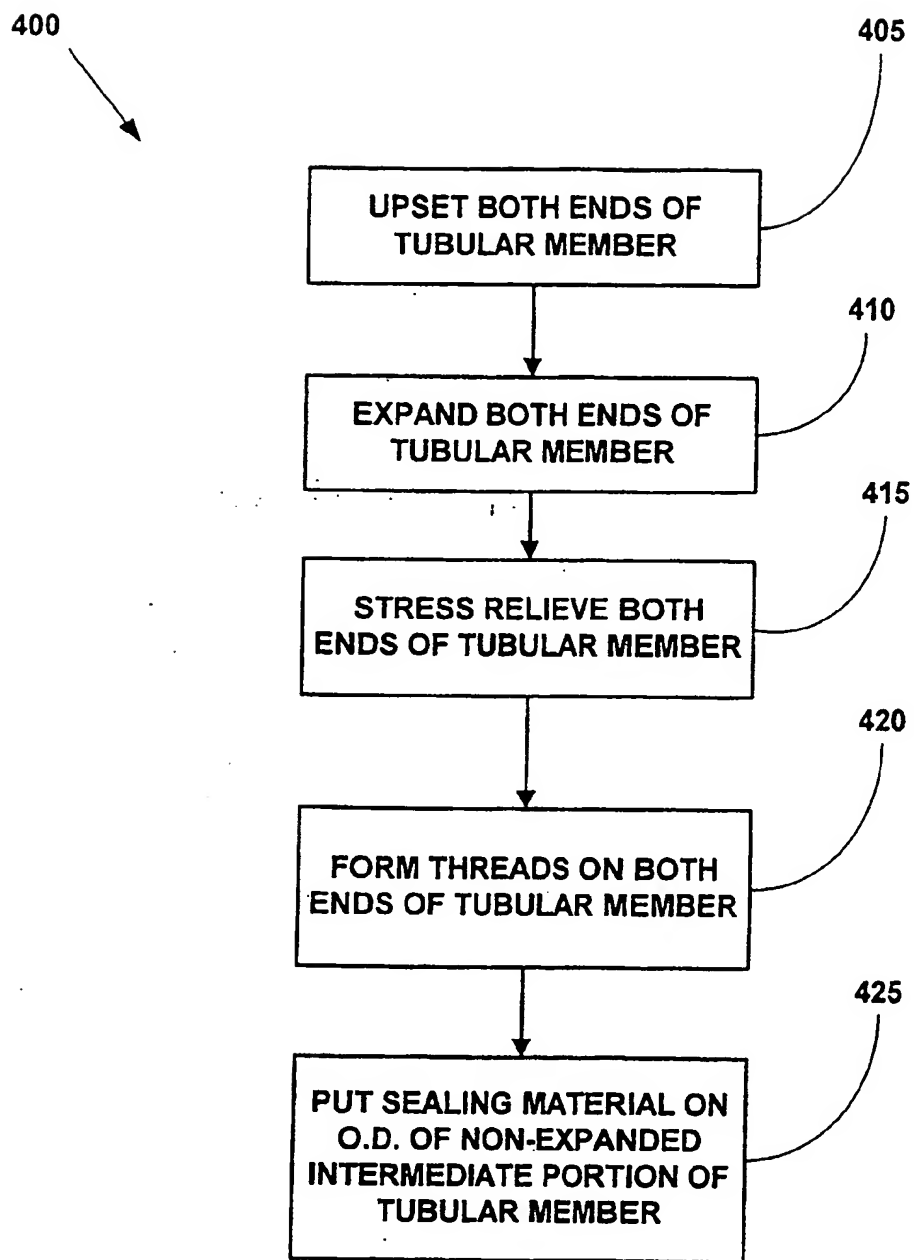 400
405
UPSET BOTH ENDS OF
TUBULAR MEMBER
410
EXPAND BOTH ENDS OF
TUBULAR MEMBER
415
STRESS RELIEVE BOTH
ENDS OF TUBULAR MEMBER
420
FORM THREADS ON BOTH
ENDS OF TUBULAR MEMBER
425
PUT SEALING MATERIAL ON
O.D. OF NON-EXPANDED
INTERMEDIATE PORTION OF
TUBULAR MEMBER